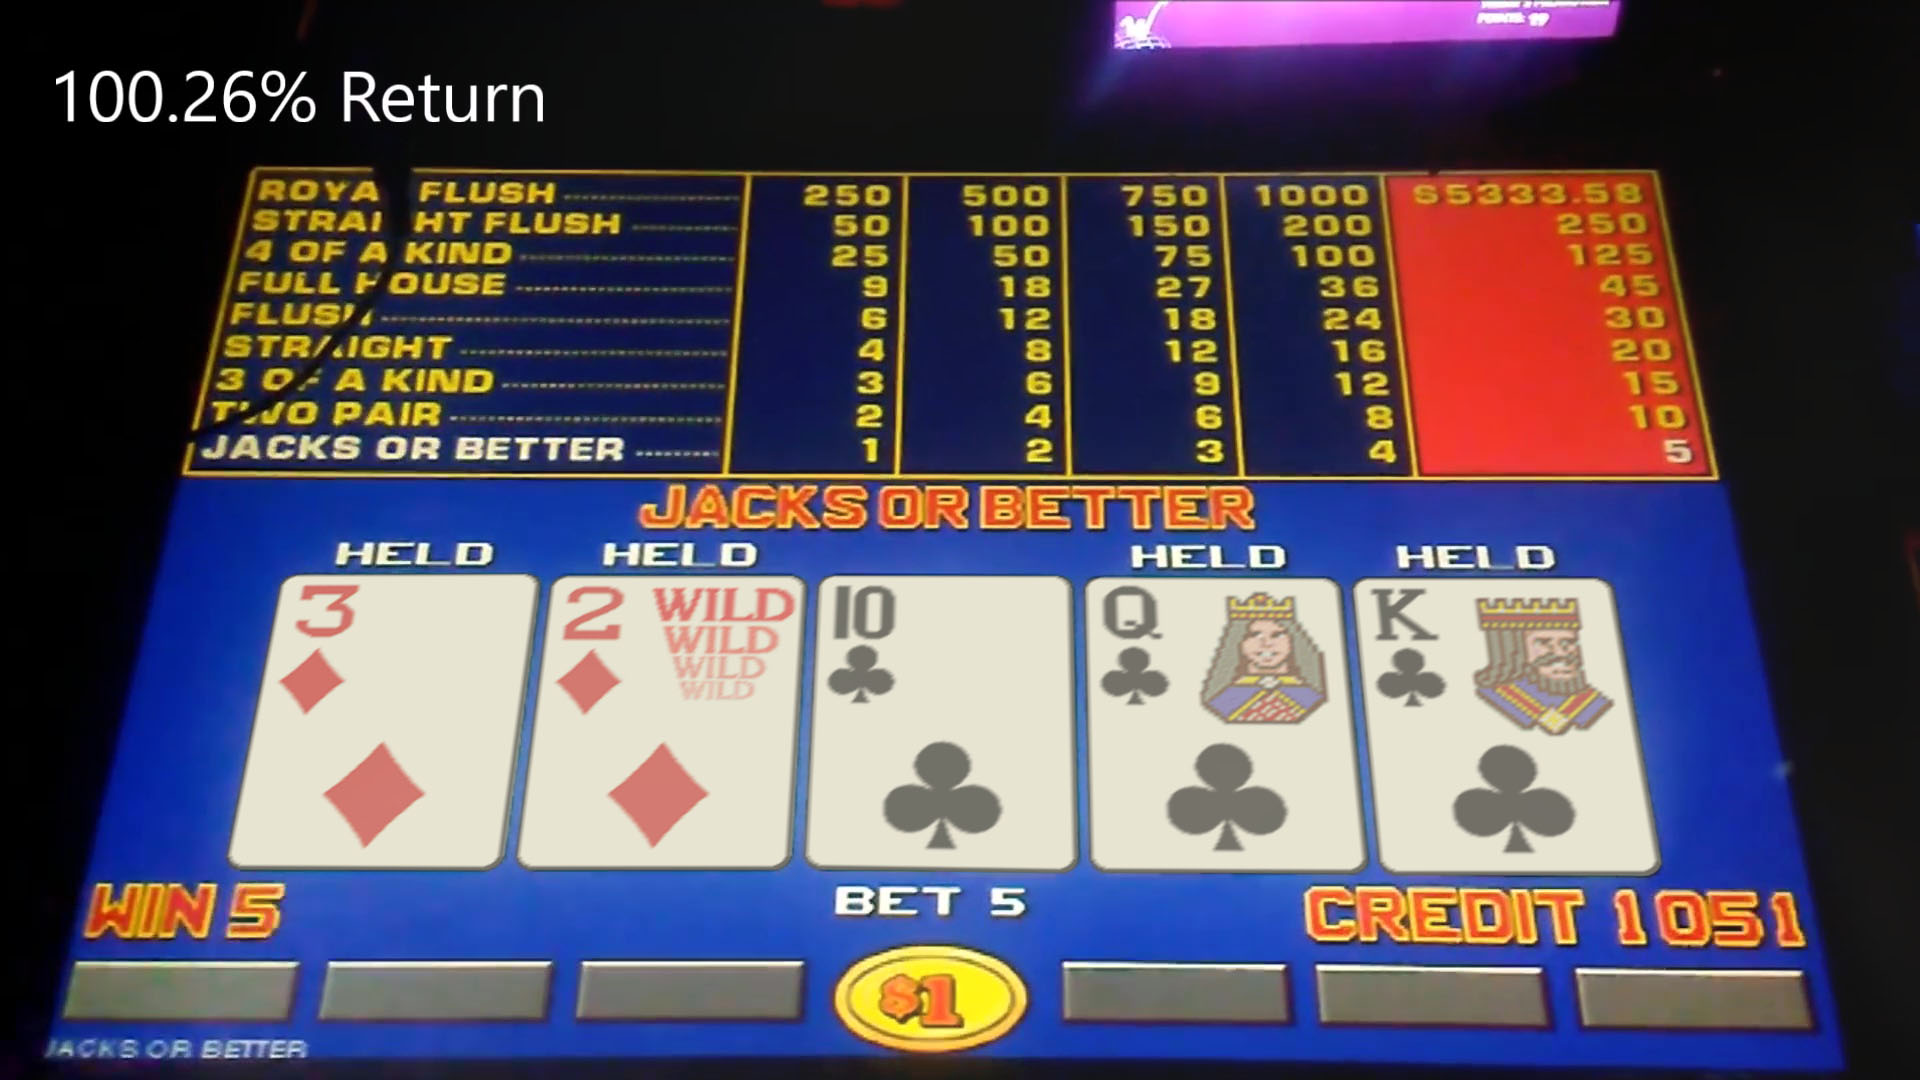 POINTS: 99
100.26% Return
ROYA FLUSH 250 500 750 1000 $5333.58
STRAIGHT FLUSH 50 100 150 200 250
4 OF A KIND 25 50 75 100 125
FULL HOUSE 9 18 27 36 45
FLUSH 6 12 18 24 30
STRAIGHT 4 8 12 16 20
3 OF A KIND 3 6 9 12 15
TWO PAIR 2 4 6 8 10
JACKS OR BETTER 1 2 3 4 5
JACKS OR BETTER
HELD HELD HELD HELD
3 2 WILD 10 Q K
WILD
WILD
WILD
WIN 5 BET 5 CREDIT 1051
$1
JACKS OR BETTER